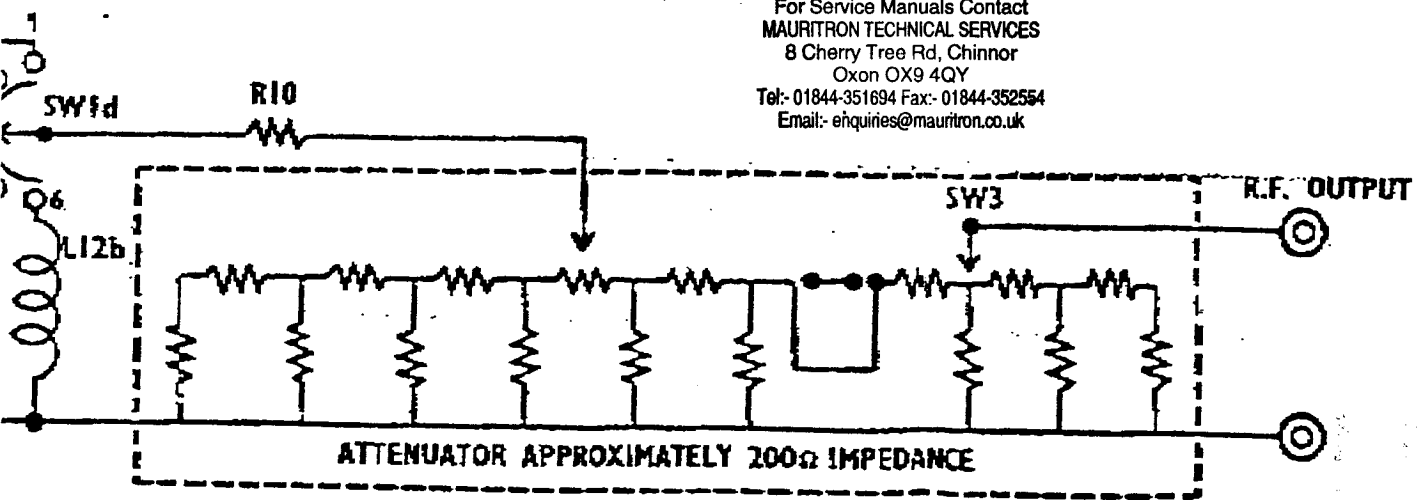 For Service Manuals Contact
MAURITRON TECHNICAL SERVICES
8 Cherry Tree Rd, Chinnor
Oxon OX9 4QY
Tel:- 01844-351694 Fax:- 01844-352554
Email:- enquiries@mauritron.co.uk
1
SW1d
R10
6
L12b
SW3
R.F. OUTPUT
ATTENUATOR APPROXIMATELY 200Ω IMPEDANCE